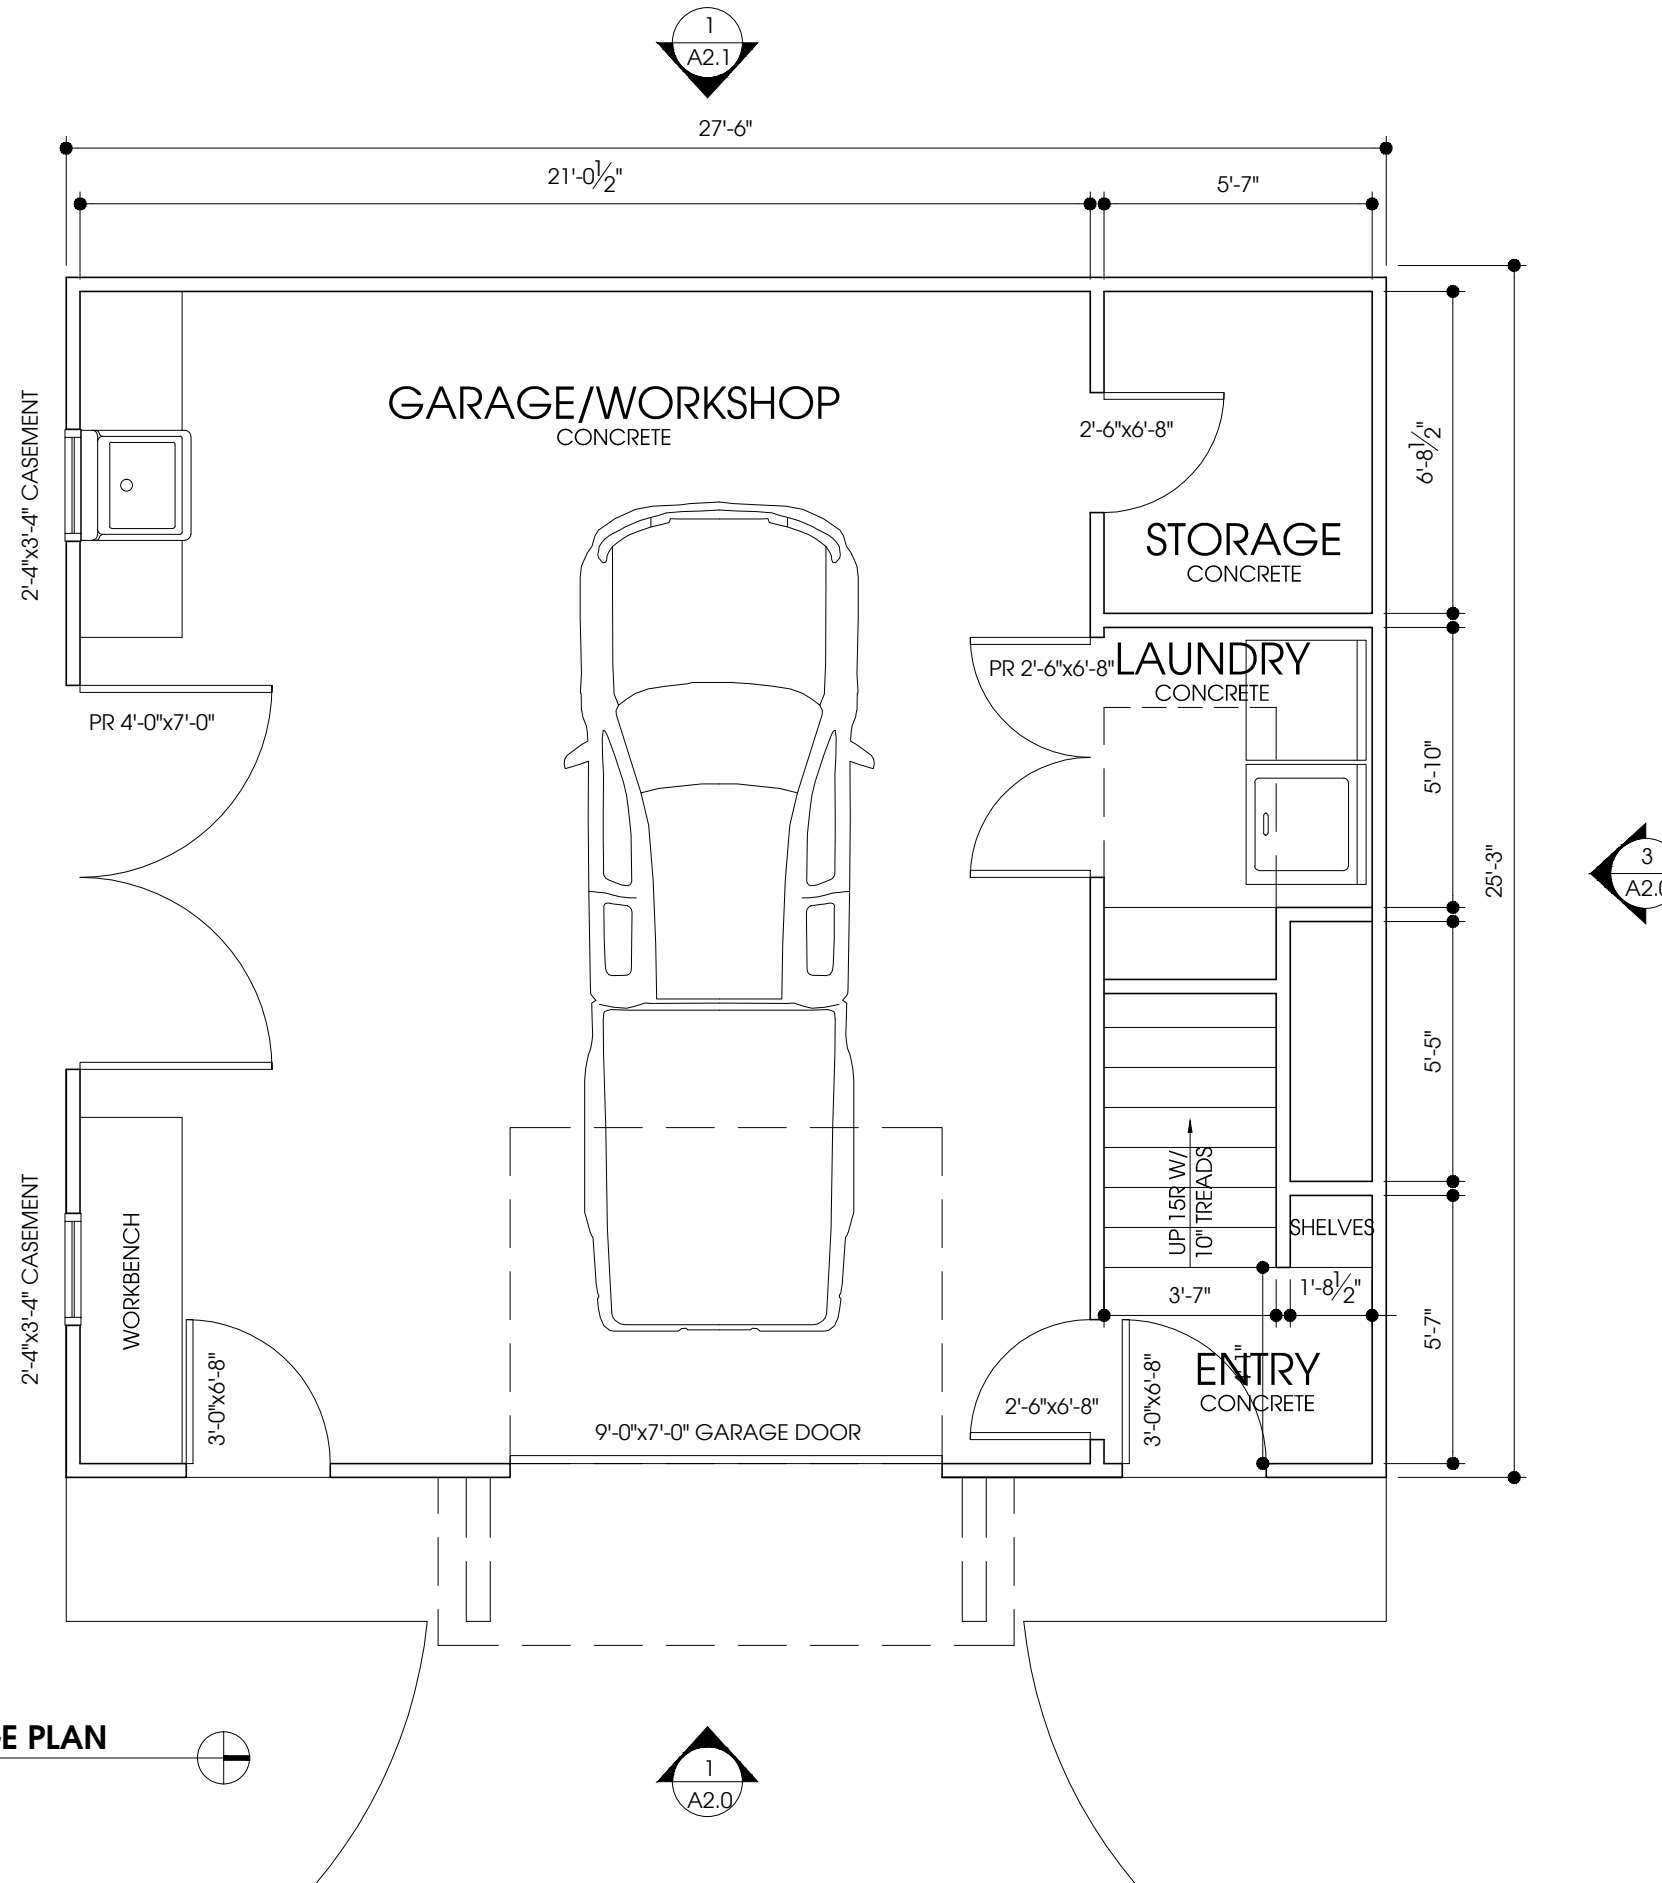 1
A2.1
27'-6"
21'-0½"
5'-7"
2'-4"x3'-4" CASEMENT
GARAGE/WORKSHOP
CONCRETE
2'-6"x6'-8"
6'-8½"
STORAGE
CONCRETE
PR 2'-6"x6'-8"
LAUNDRY
CONCRETE
PR 4'-0"x7'-0"
5'-10"
25'-3"
3
5'-5"
UP 15R W/
10" TREADS
2'-4"x3'-4" CASEMENT
WORKBENCH
SHELVES
3'-7"
1'-8½"
5'-7"
3'-0"x6'-8"
ENTRY
CONCRETE
3'-0"x6'-8"
2'-6"x6'-8"
9'-0"x7'-0" GARAGE DOOR
PLAN
1
A2.0